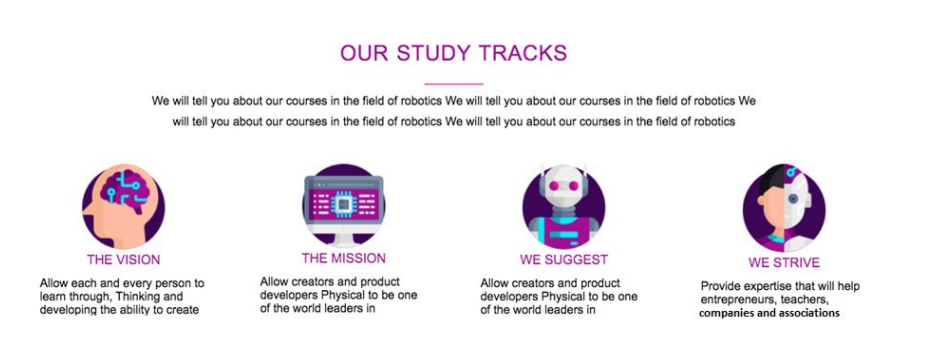 OUR STUDY TRACKS
We will tell you about our courses in the field of robotics We will tell you about our courses in the field of robotics We
will tell you about our courses in the field of robotics We will tell you about our courses in the field of robotics
THE VISION
Allow each and every person to
learn through, Thinking and
developing the ability to create
THE MISSION
Allow creators and product
developers Physical to be one
of the world leaders in
WE SUGGEST
Allow creators and product
developers Physical to be one
of the world leaders in
WE STRIVE
Provide expertise that will help
entrepreneurs, teachers,
companies and associations